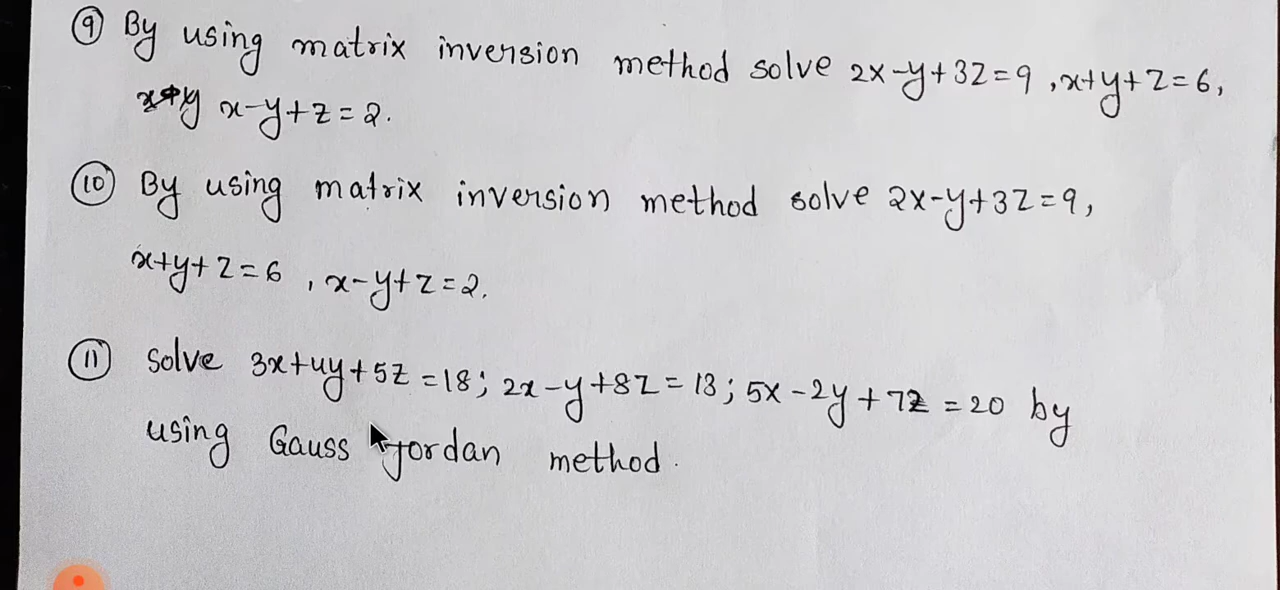 ⑨ By using matrix inversion method solve 2x-y+3z=9, x+y+z=6,
x-y+z=2.
⑩ By using matrix inversion method solve 2x-y+3z=9,
x+y+z=6, x-y+z=2.
⑪ Solve 3x+4y+5z=18; 2x-y+8z=13; 5x-2y+7z=20 by
using Gauss Jordan method.